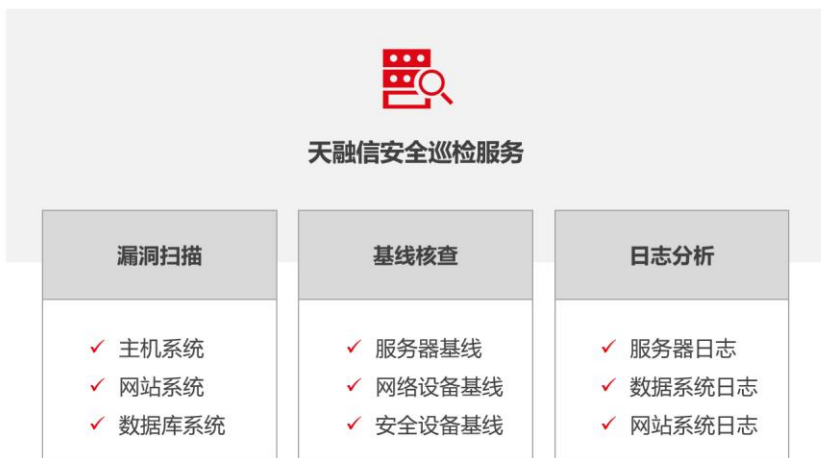 天融信安全巡检服务
漏洞扫描
主机系统
网站系统
数据库系统
基线核查
服务器基线
网络设备基线
安全设备基线
日志分析
服务器日志
数据系统日志
网站系统日志